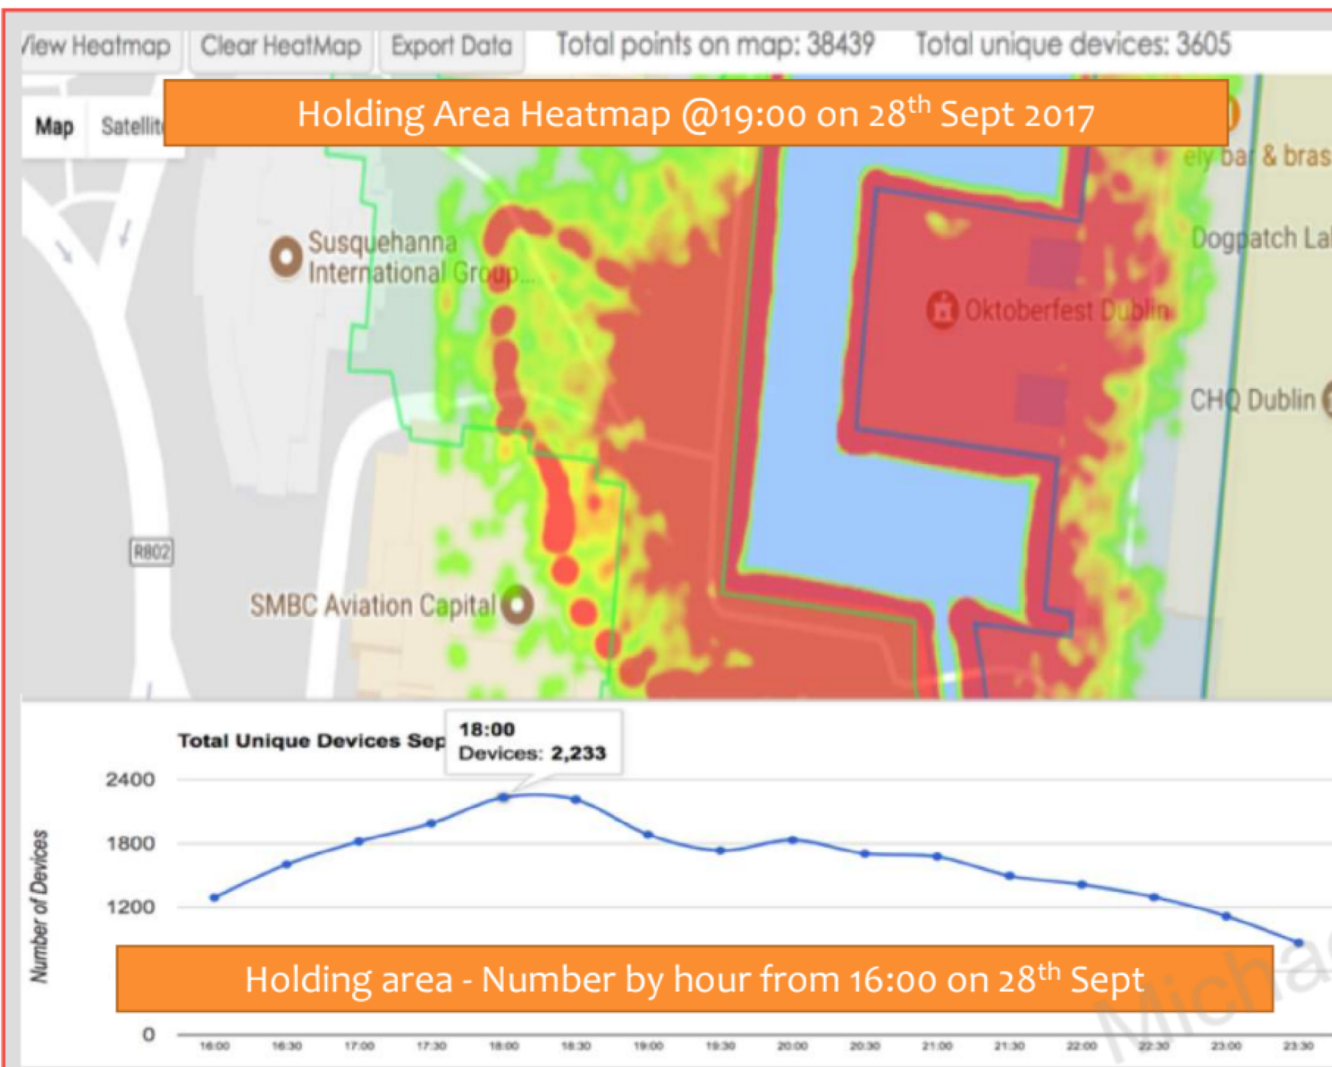 View Heatmap
Clear HeatMap
Export Data
Total points on map: 38439
Total unique devices: 3605
Holding Area Heatmap @19:00 on 28th Sept 2017
Map
Satellit
ely bar & bras
Susquehanna
International Group...
Dogpatch La
Oktoberfest Dublin
CHQ Dublin
R802
SMBC Aviation Capital
Total Unique Devices Sep
18:00
Devices: 2,233
Number of Devices
2400
1800
1200
0
Holding area - Number by hour from 16:00 on 28th Sept
Micha
16:00 16:30 17:00 17:30 18:00 18:30 19:00 19:30 20:00 20:30 21:00 21:30 22:00 22:30 23:00 23:30